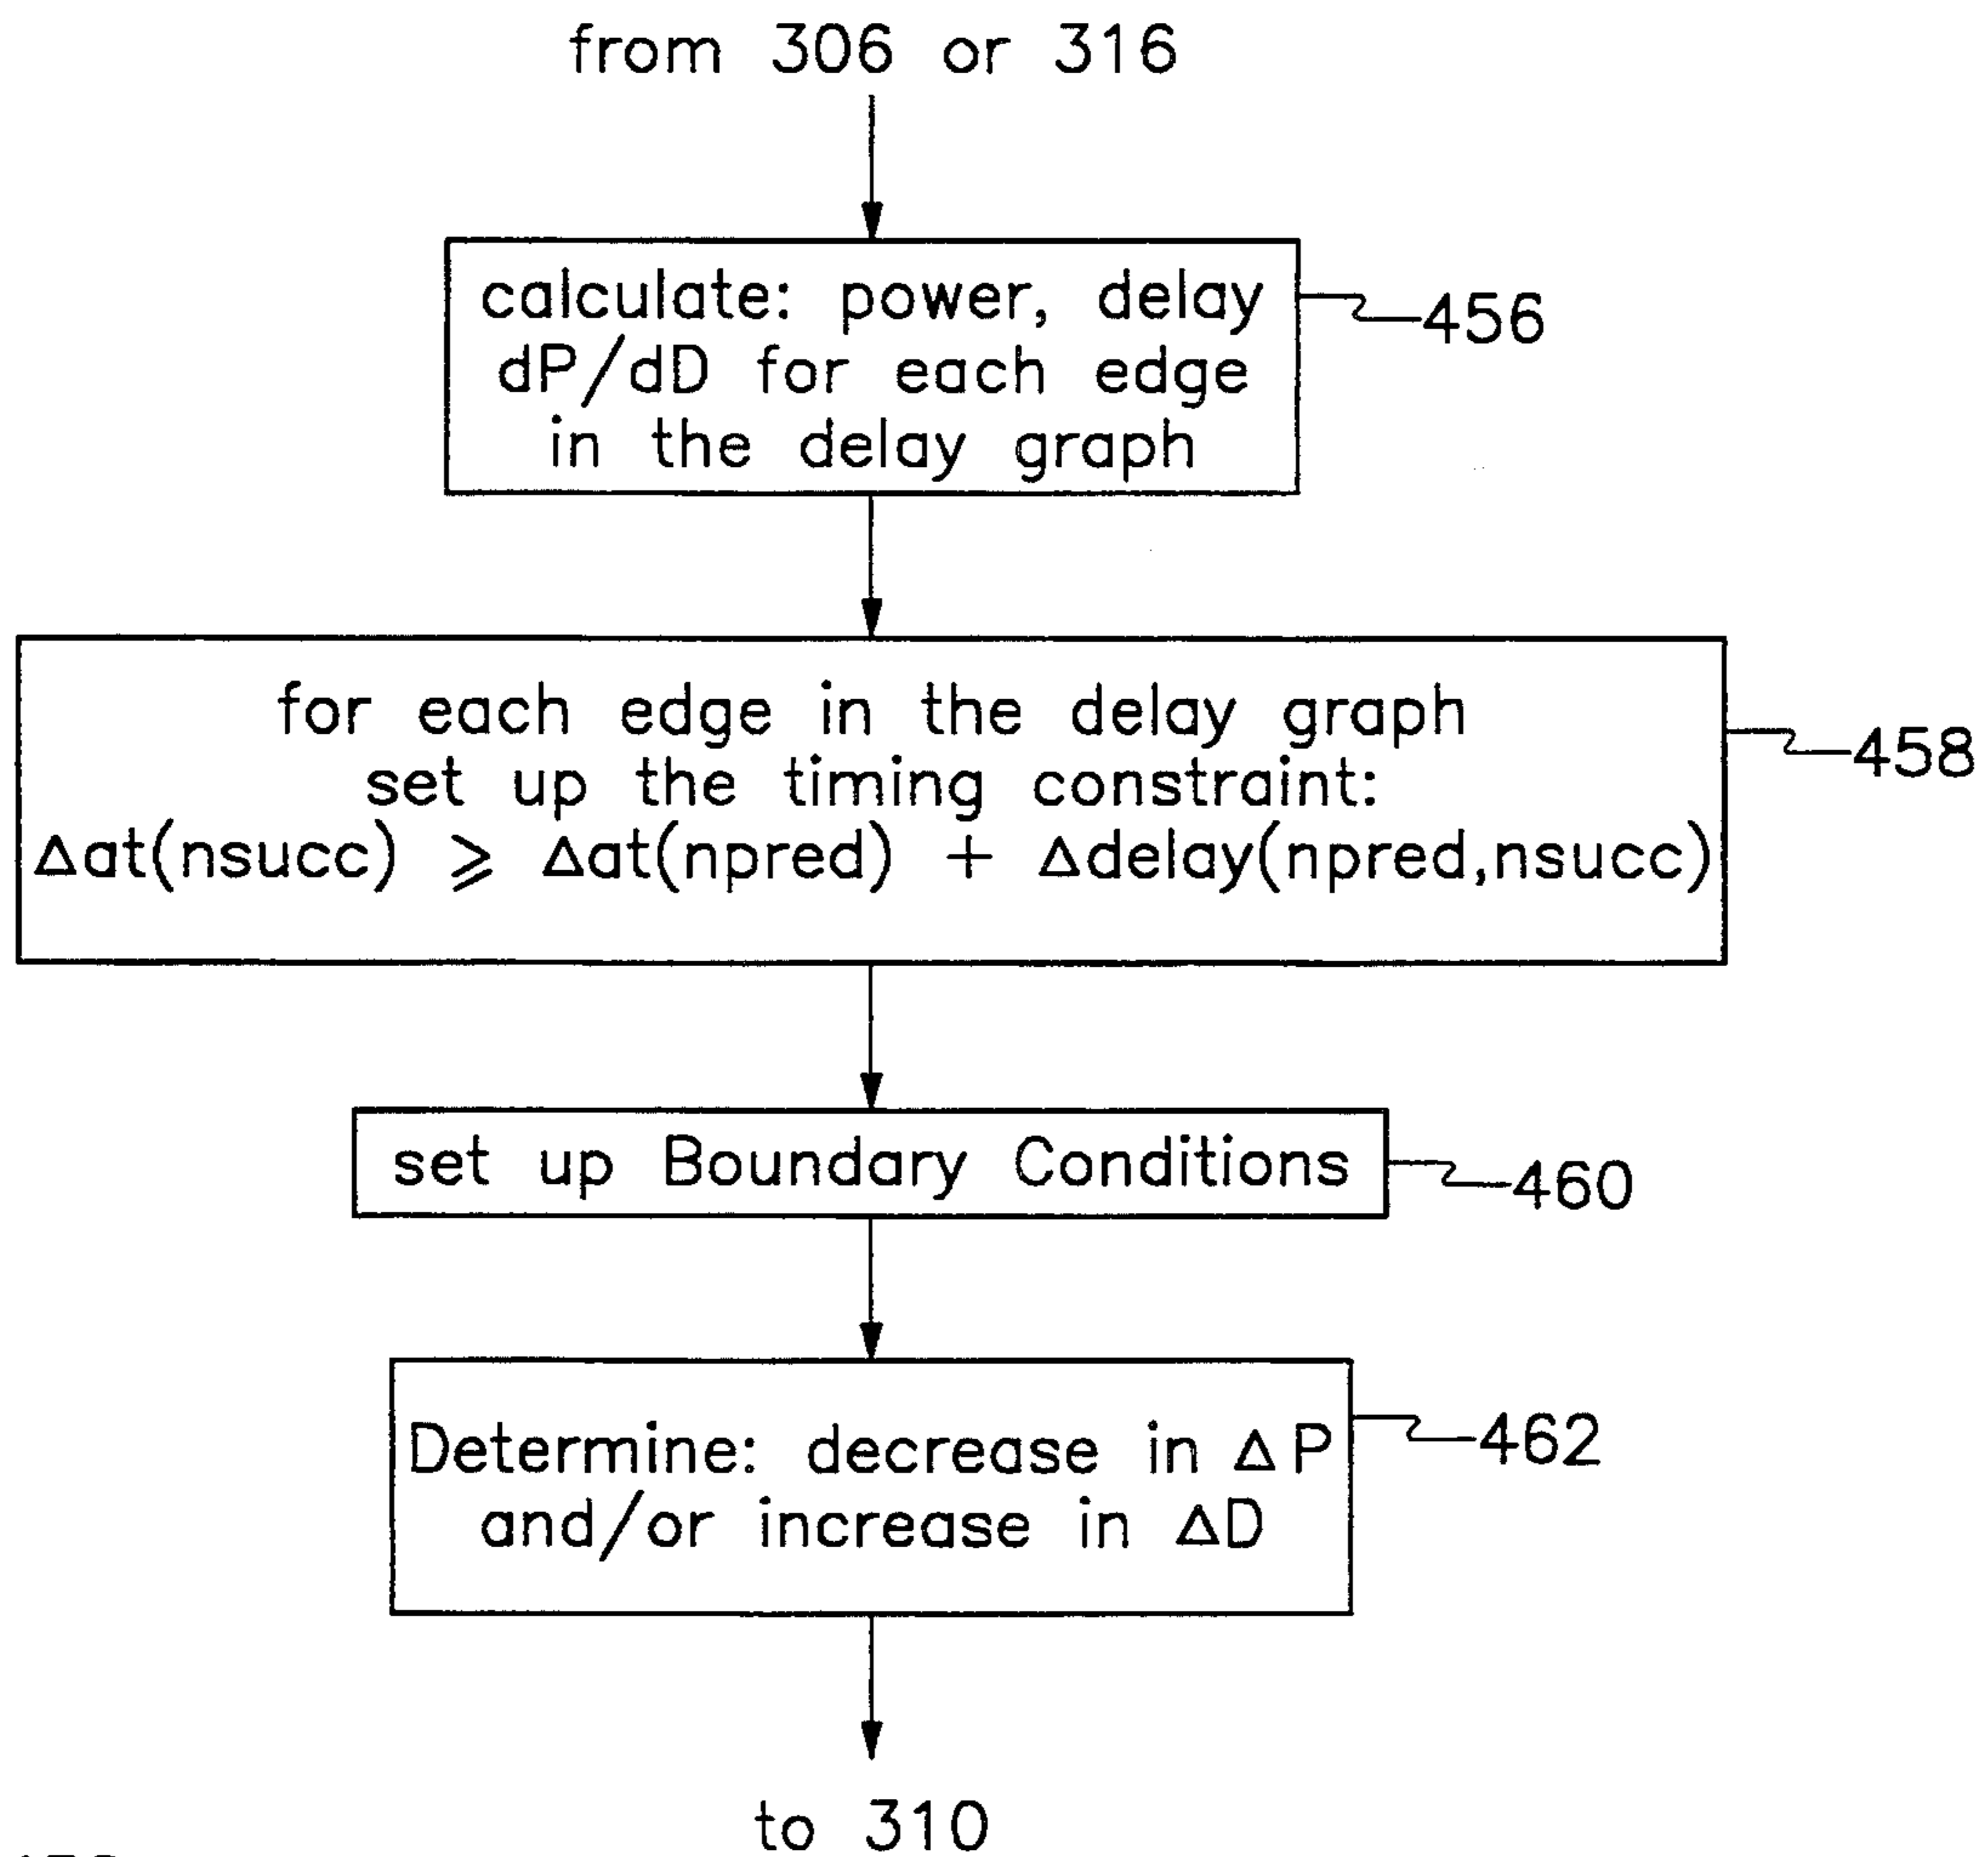 from 306 or 316
calculate: power, delay
dP/dD for each edge
in the delay graph
456
for each edge in the delay graph
set up the timing constraint:
Δat(nsucc) ⩾ Δat(npred) + Δdelay(npred,nsucc)
458
set up Boundary Conditions
460
Determine: decrease in ΔP
and/or increase in ΔD
462
to 310